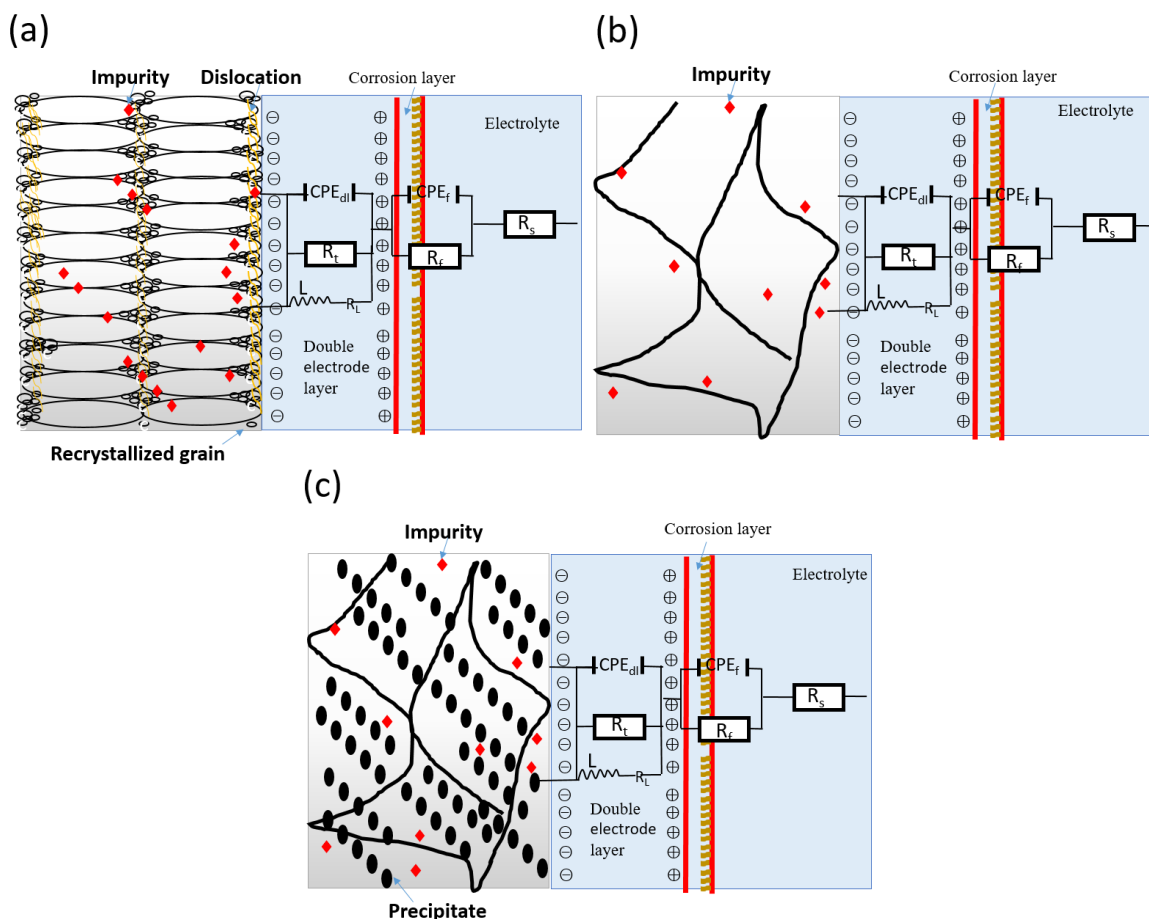 (a)
Impurity
Dislocation
Corrosion layer
Electrolyte
CPEdl
CPEf
Rs
Rt
Rf
L
RL
Double
electrode
layer
Recrystallized grain
(b)
Impurity
Corrosion layer
Electrolyte
CPEdl
CPEf
Rs
Rt
Rf
L
RL
Double
electrode
layer
(c)
Impurity
Corrosion layer
Electrolyte
CPEdl
CPEf
Rs
Rt
Rf
L
RL
Double
electrode
layer
Precipitate